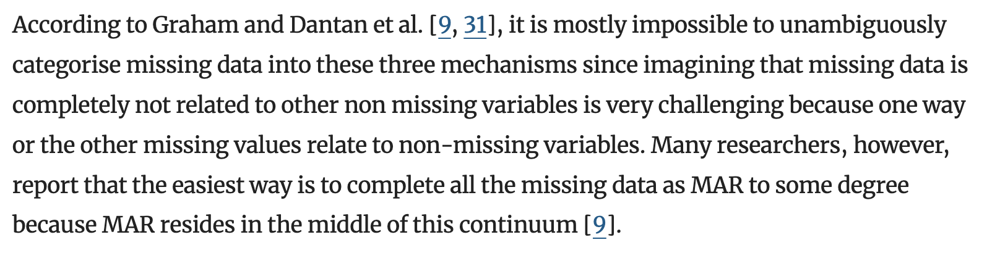 According to Graham and Dantan et al. [9, 31], it is mostly impossible to unambiguously
categorise missing data into these three mechanisms since imagining that missing data is
completely not related to other non missing variables is very challenging because one way
or the other missing values relate to non-missing variables. Many researchers, however,
report that the easiest way is to complete all the missing data as MAR to some degree
because MAR resides in the middle of this continuum [9].